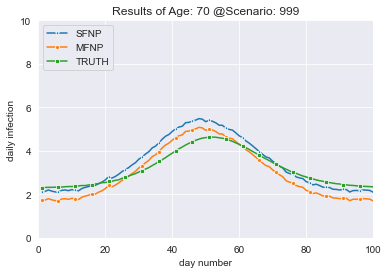 Results of Age: 70 @Scenario: 999
SFNP
MFNP
TRUTH
10
8
6
4
2
0
daily infection
0 20 40 60 80 100
day number